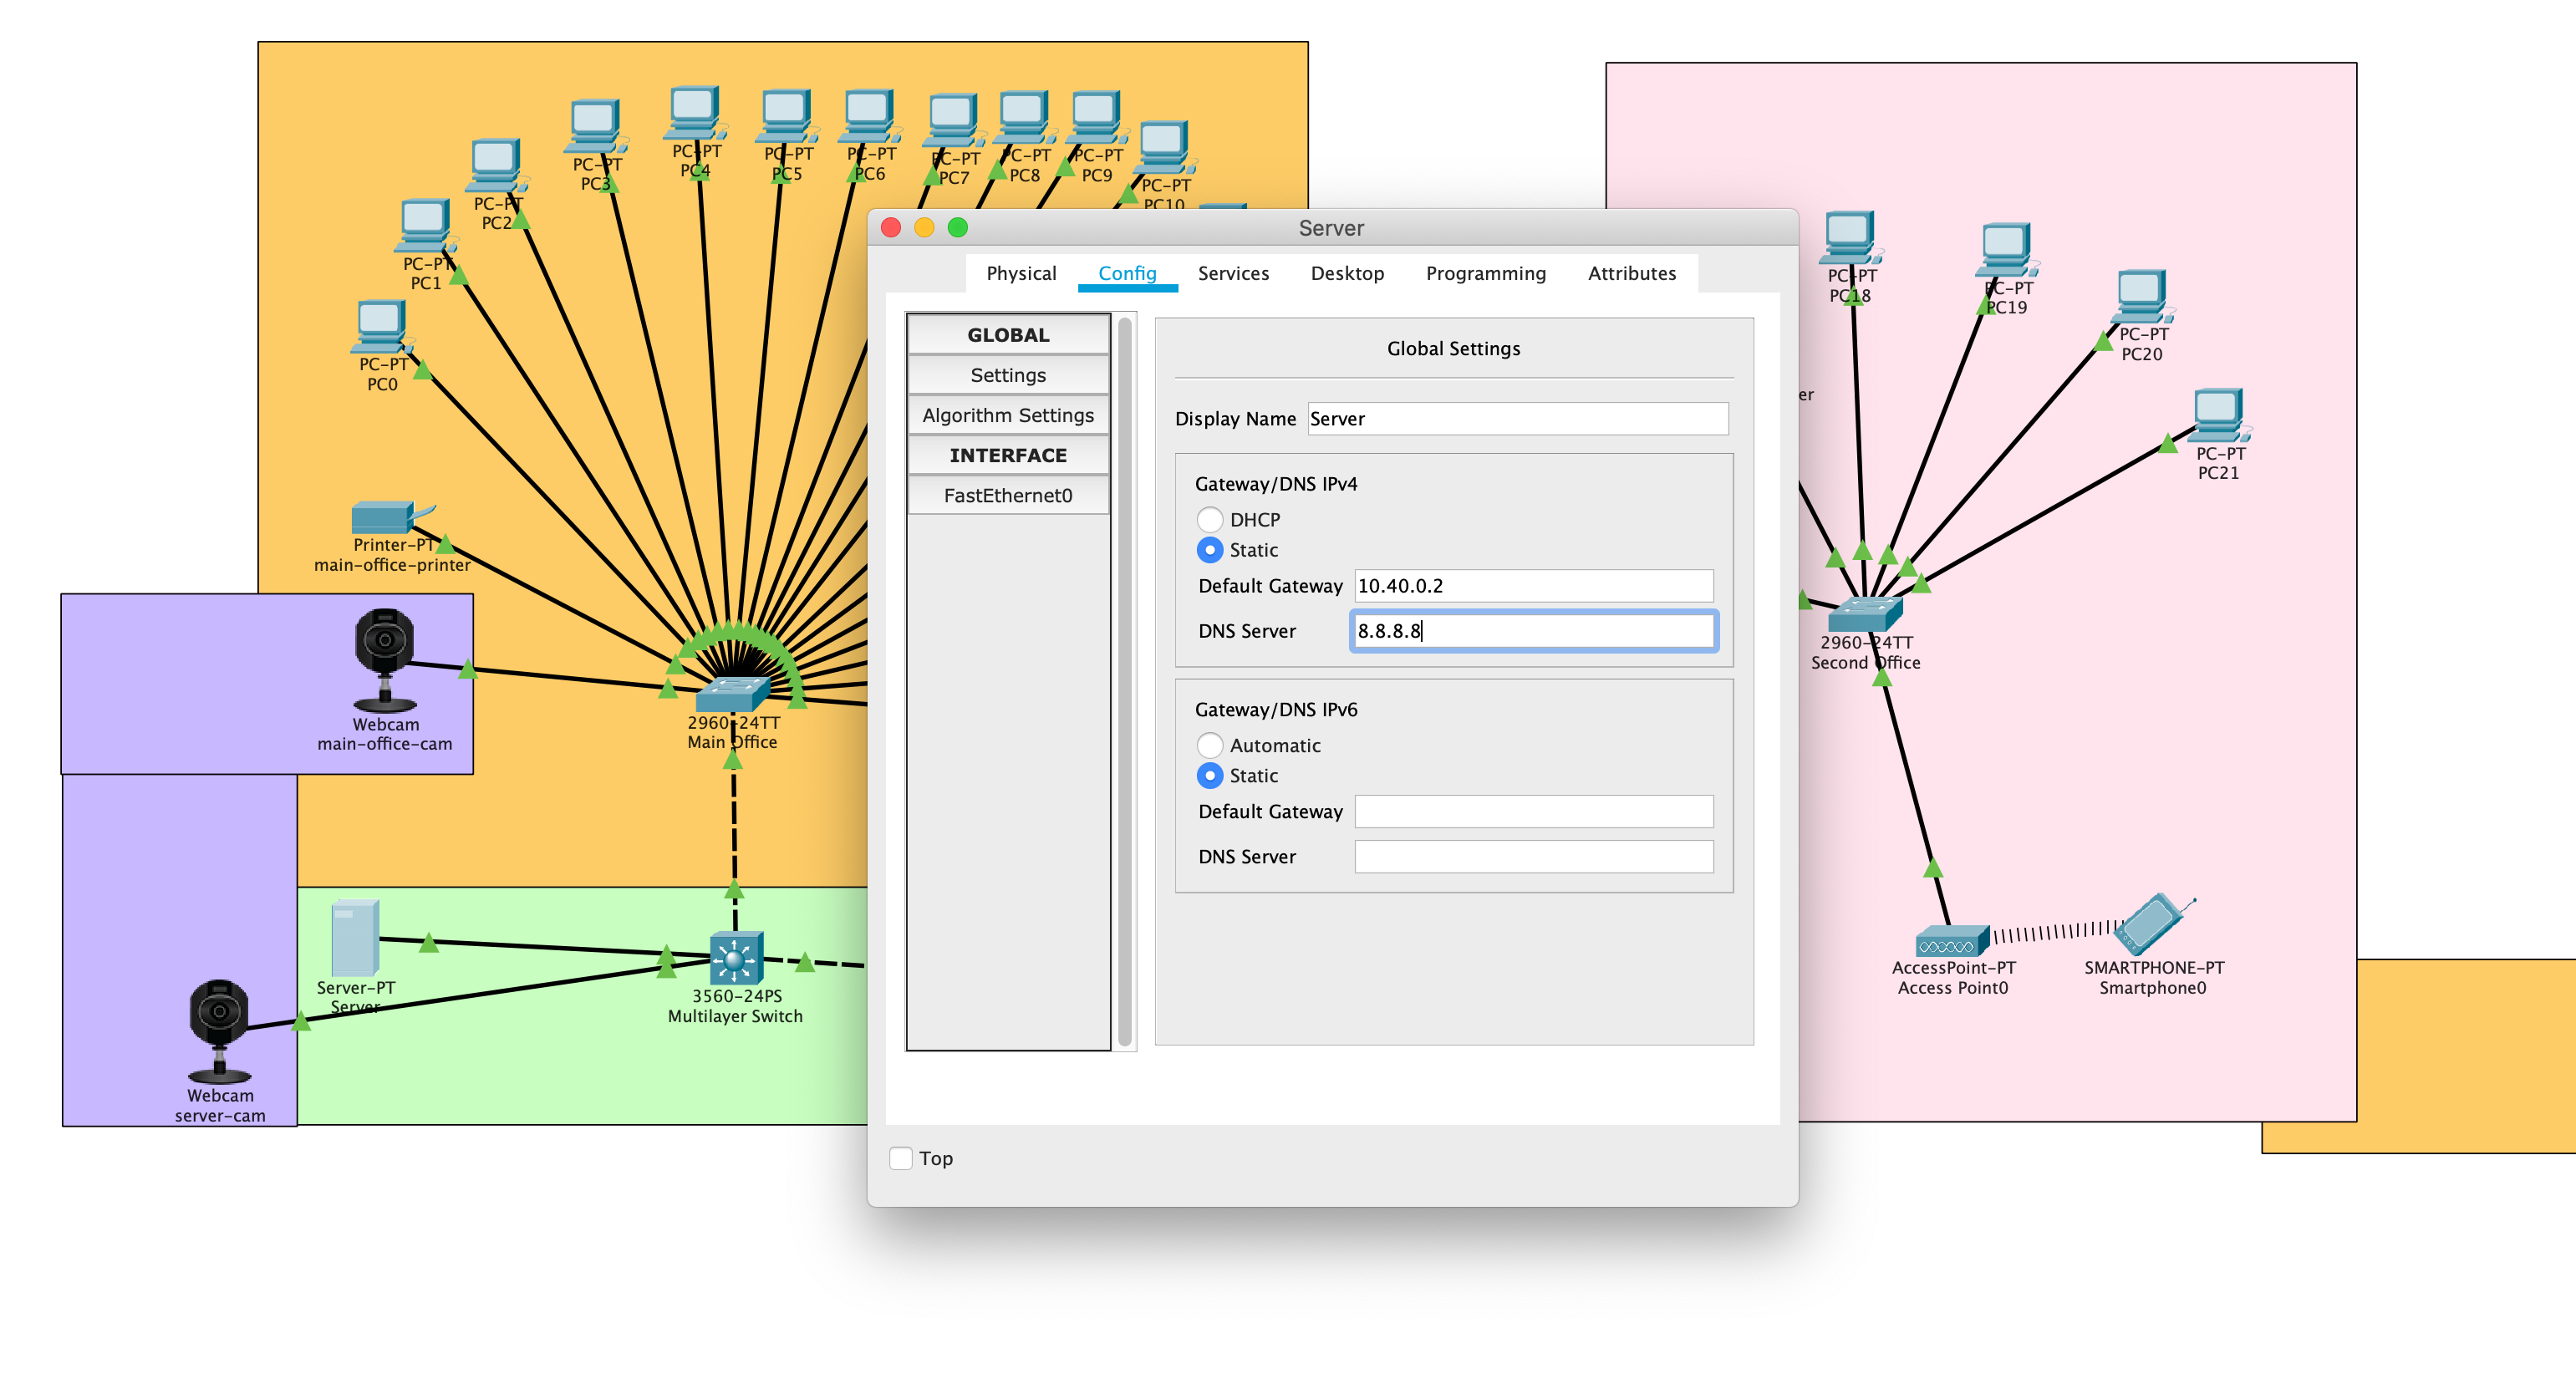 PC-PT
PC0
PC-PT
PC1
PC-PT
PC2
PC-PT
PC3
PC-PT
PC4
PC-PT
PC5
PC-PT
PC6
PC-PT
PC7
PC-PT
PC8
PC-PT
PC9
PC-PT
PC10
Printer-PT
main-office-printer
Webcam
main-office-cam
2960-24TT
Main Office
Server-PT
Server
3560-24PS
Multilayer Switch
Webcam
server-cam
Server
Physical Config Services Desktop Programming Attributes
GLOBAL
Settings
Algorithm Settings
INTERFACE
FastEthernet0
Global Settings
Display Name Server
Gateway/DNS IPv4
DHCP
Static
Default Gateway 10.40.0.2
DNS Server 8.8.8.8
Gateway/DNS IPv6
Automatic
Static
Default Gateway
DNS Server
Top
er
PC-PT
PC18
PC-PT
PC19
PC-PT
PC20
PC-PT
PC21
2960-24TT
Second Office
AccessPoint-PT
Access Point0
SMARTPHONE-PT
Smartphone0